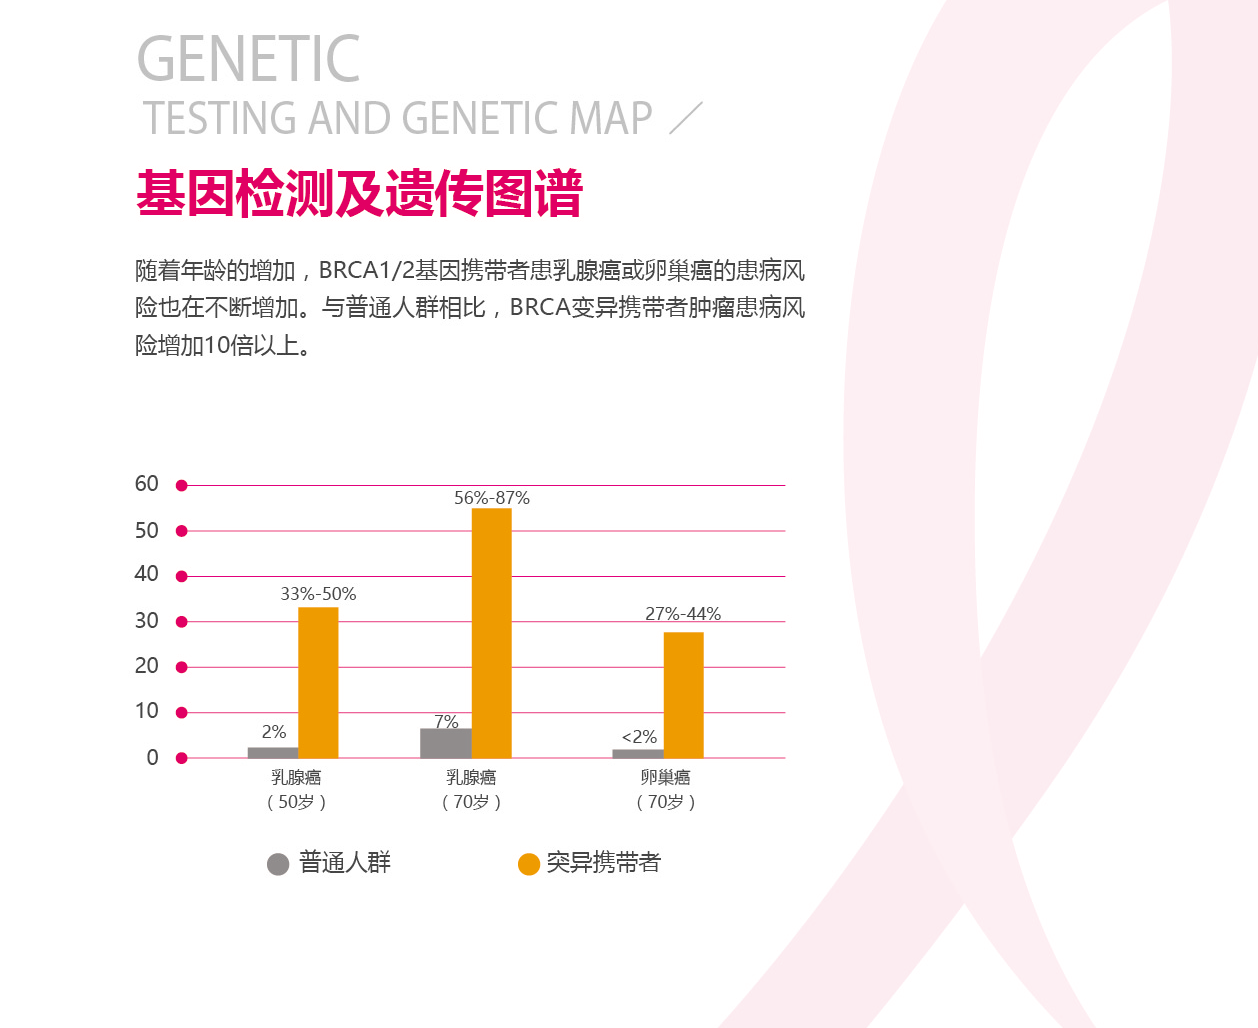 GENETIC
TESTING AND GENETIC MAP ／
基因检测及遗传图谱
随着年龄的增加，BRCA1/2基因携带者患乳腺癌或卵巢癌的患病风
险也在不断增加。与普通人群相比，BRCA变异携带者肿瘤患病风
险增加10倍以上。
60
50
40
30
20
10
0
2%
33%-50%
7%
56%-87%
<2%
27%-44%
乳腺癌
（50岁）
乳腺癌
（70岁）
卵巢癌
（70岁）
普通人群
突异携带者